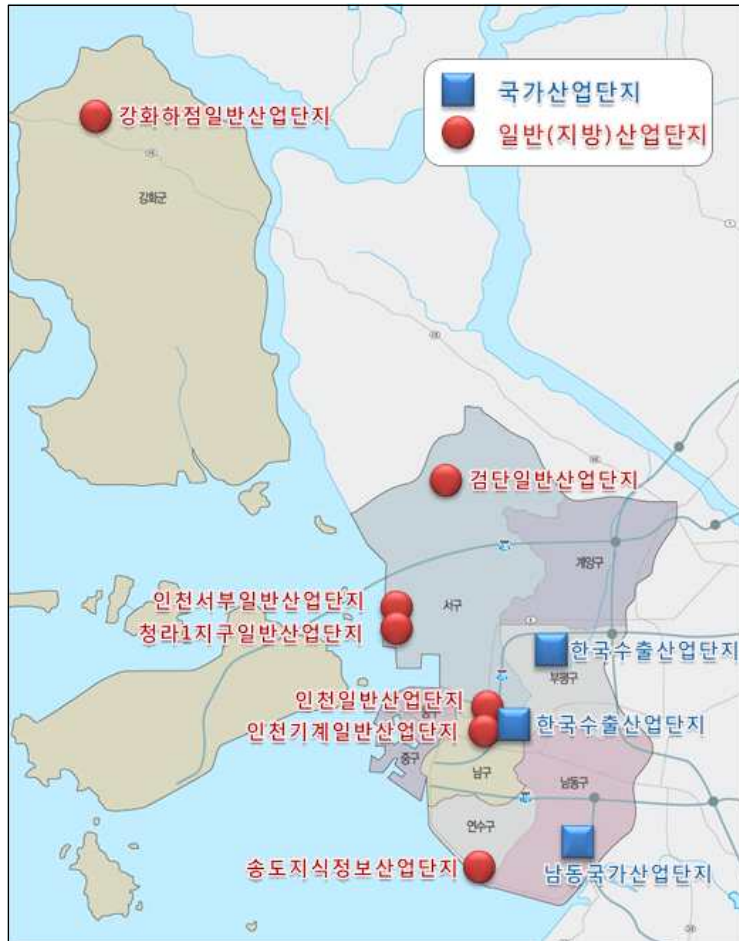 국가산업단지
일반(지방)산업단지
강화하점일반산업단지
강화군
검단일반산업단지
계양구
인천서부일반산업단지
서구
청라1지구일반산업단지
한국수출산업단지
부평구
인천일반산업단지
한국수출산업단지
인천기계일반산업단지
중구
남구
남동구
연수구
송도지식정보산업단지
남동국가산업단지